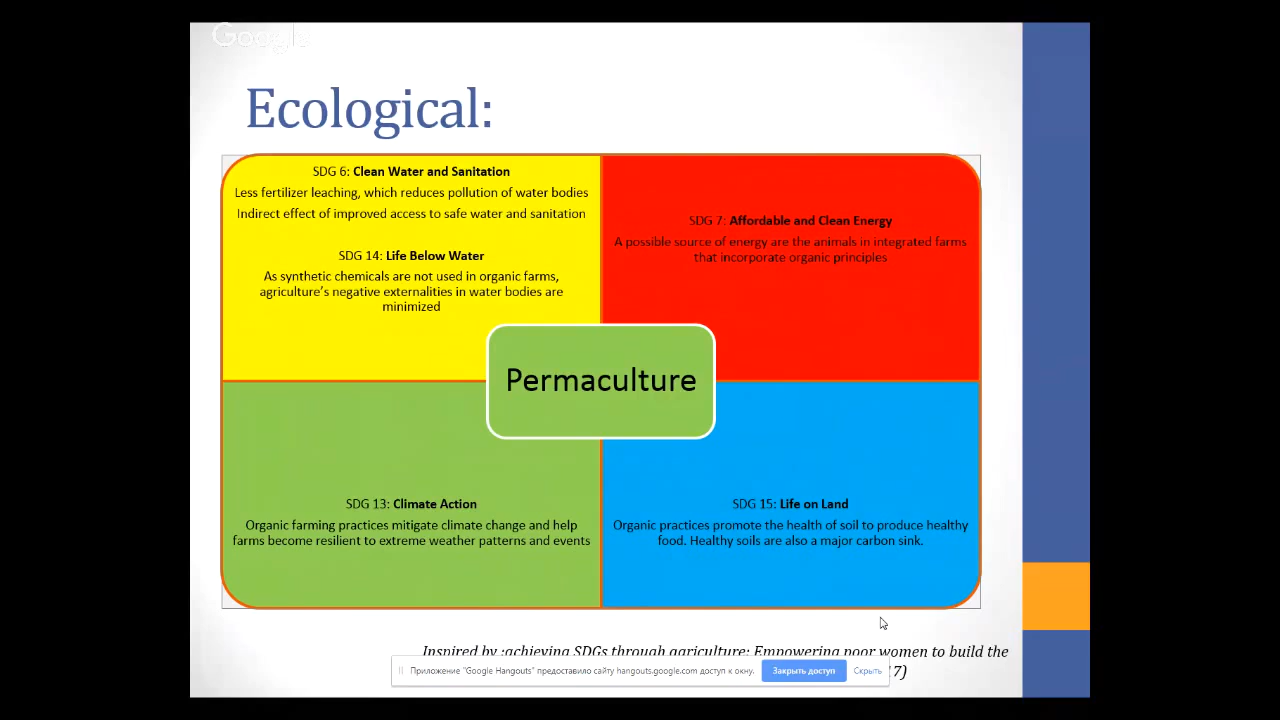 Google
Ecological:
SDG 6: Clean Water and Sanitation
Less fertilizer leaching, which reduces pollution of water bodies
Indirect effect of improved access to safe water and sanitation
SDG 14: Life Below Water
As synthetic chemicals are not used in organic farms,
agriculture's negative externalities in water bodies are
minimized
SDG 7: Affordable and Clean Energy
A possible source of energy are the animals in integrated farms
that incorporate organic principles
Permaculture
SDG 13: Climate Action
Organic farming practices mitigate climate change and help
farms become resilient to extreme weather patterns and events
SDG 15: Life on Land
Organic practices promote the health of soil to produce healthy
food. Healthy soils are also a major carbon sink.
Inspired by :achieving SDGs through agriculture: Empowering poor women to build the
7)
Приложение "Google Hangouts" предоставило сайту hangouts.google.com доступ к окну.
Закрыть доступ
Скрыть